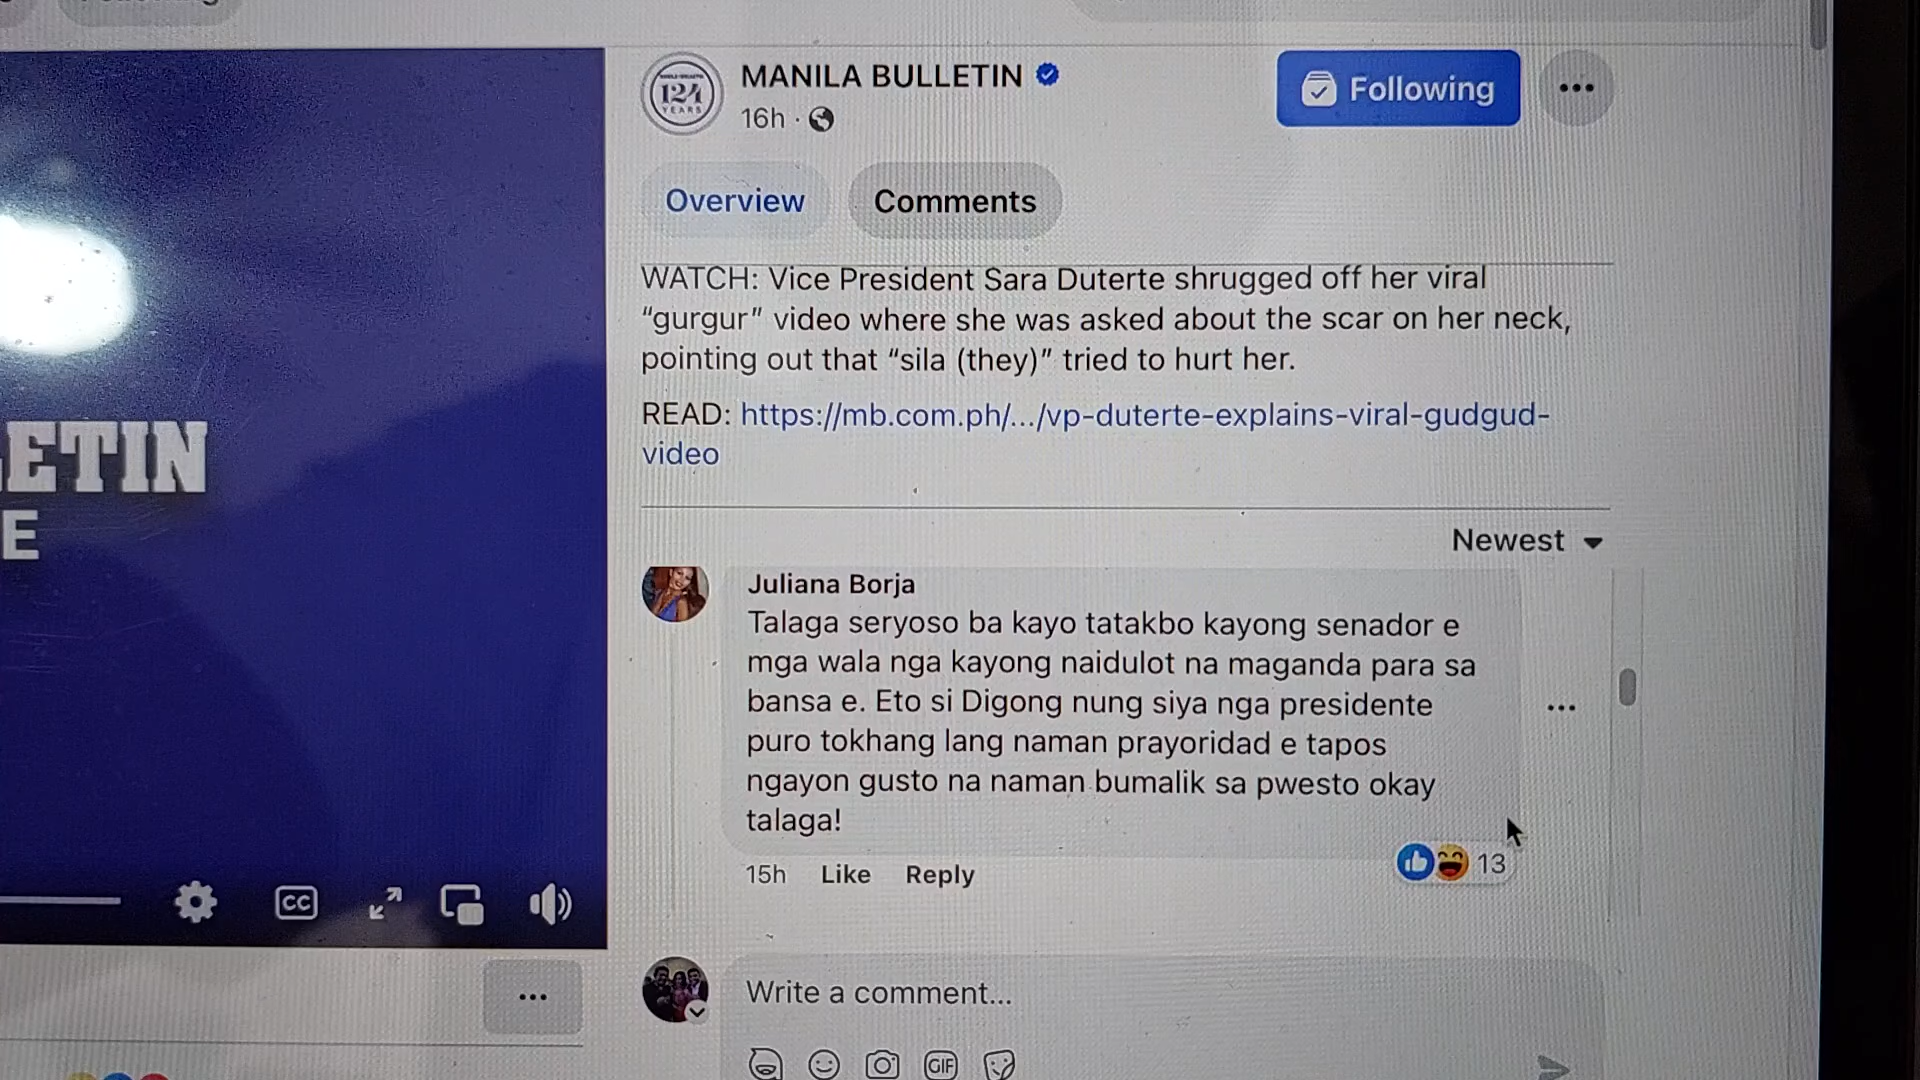 MANILA BULLETIN
124
YEARS
16h
Following
Overview
Comments
WATCH: Vice President Sara Duterte shrugged off her viral
“gurgur” video where she was asked about the scar on her neck,
pointing out that “sila (they)” tried to hurt her.
READ: https://mb.com.ph/.../vp-duterte-explains-viral-gudgud-
video
ETIN
E
CC
Newest
Juliana Borja
Talaga seryoso ba kayo tatakbo kayong senador e
mga wala nga kayong naidulot na maganda para sa
bansa e. Eto si Digong nung siya nga presidente
puro tokhang lang naman prayoridad e tapos
ngayon gusto na naman bumalik sa pwesto okay
talaga!
15h Like Reply
13
Write a comment...
GIF